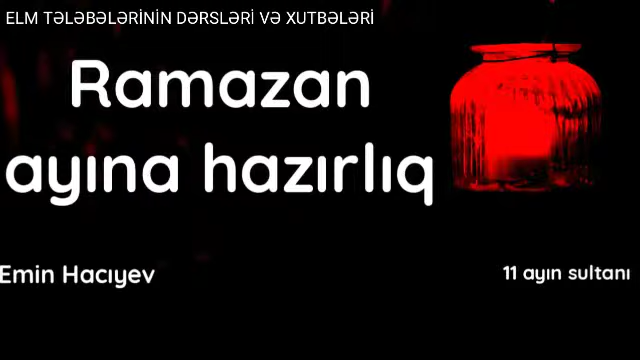 ELM TƏLƏBƏLƏRİNİN DƏRSLƏRİ VƏ XUTBƏLƏRİ
Ramazan
ayına hazırlıq
Emin Hacıyev
11 ayın sultanı